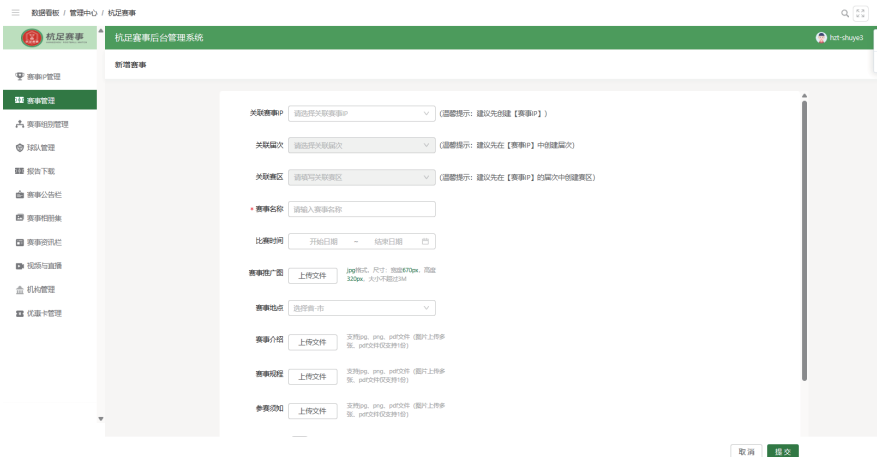 数据看板 / 管理中心 / 杭足赛事
杭足赛事
杭足赛事后台管理系统
hzt-shuye3
新增赛事
赛事IP管理
赛事管理
赛事组别管理
球队管理
报告下载
赛事公告栏
赛事相册集
赛事资讯栏
视频与直播
机构管理
优惠卡管理
关联赛事IP 请选择关联赛事IP (温馨提示：建议先创建【赛事IP】)
关联届次 请选择关联届次 (温馨提示：建议先在【赛事IP】中创建届次)
关联赛区 请填写关联赛区 (温馨提示：建议先在【赛事IP】的届次中创建赛区)
* 赛事名称 请输入赛事名称
比赛时间 开始日期 ~ 结束日期
赛事推广图 上传文件 jpg格式，尺寸：宽度670px，高度
320px，大小不超过3M
赛事地点 选择省-市
赛事介绍 上传文件 支持jpg、png、pdf文件 (图片上传多
张，pdf文件仅支持1份)
赛事规程 上传文件 支持jpg、png、pdf文件 (图片上传多
张，pdf文件仅支持1份)
参赛须知 上传文件 支持jpg、png、pdf文件 (图片上传多
张，pdf文件仅支持1份)
取消 提交